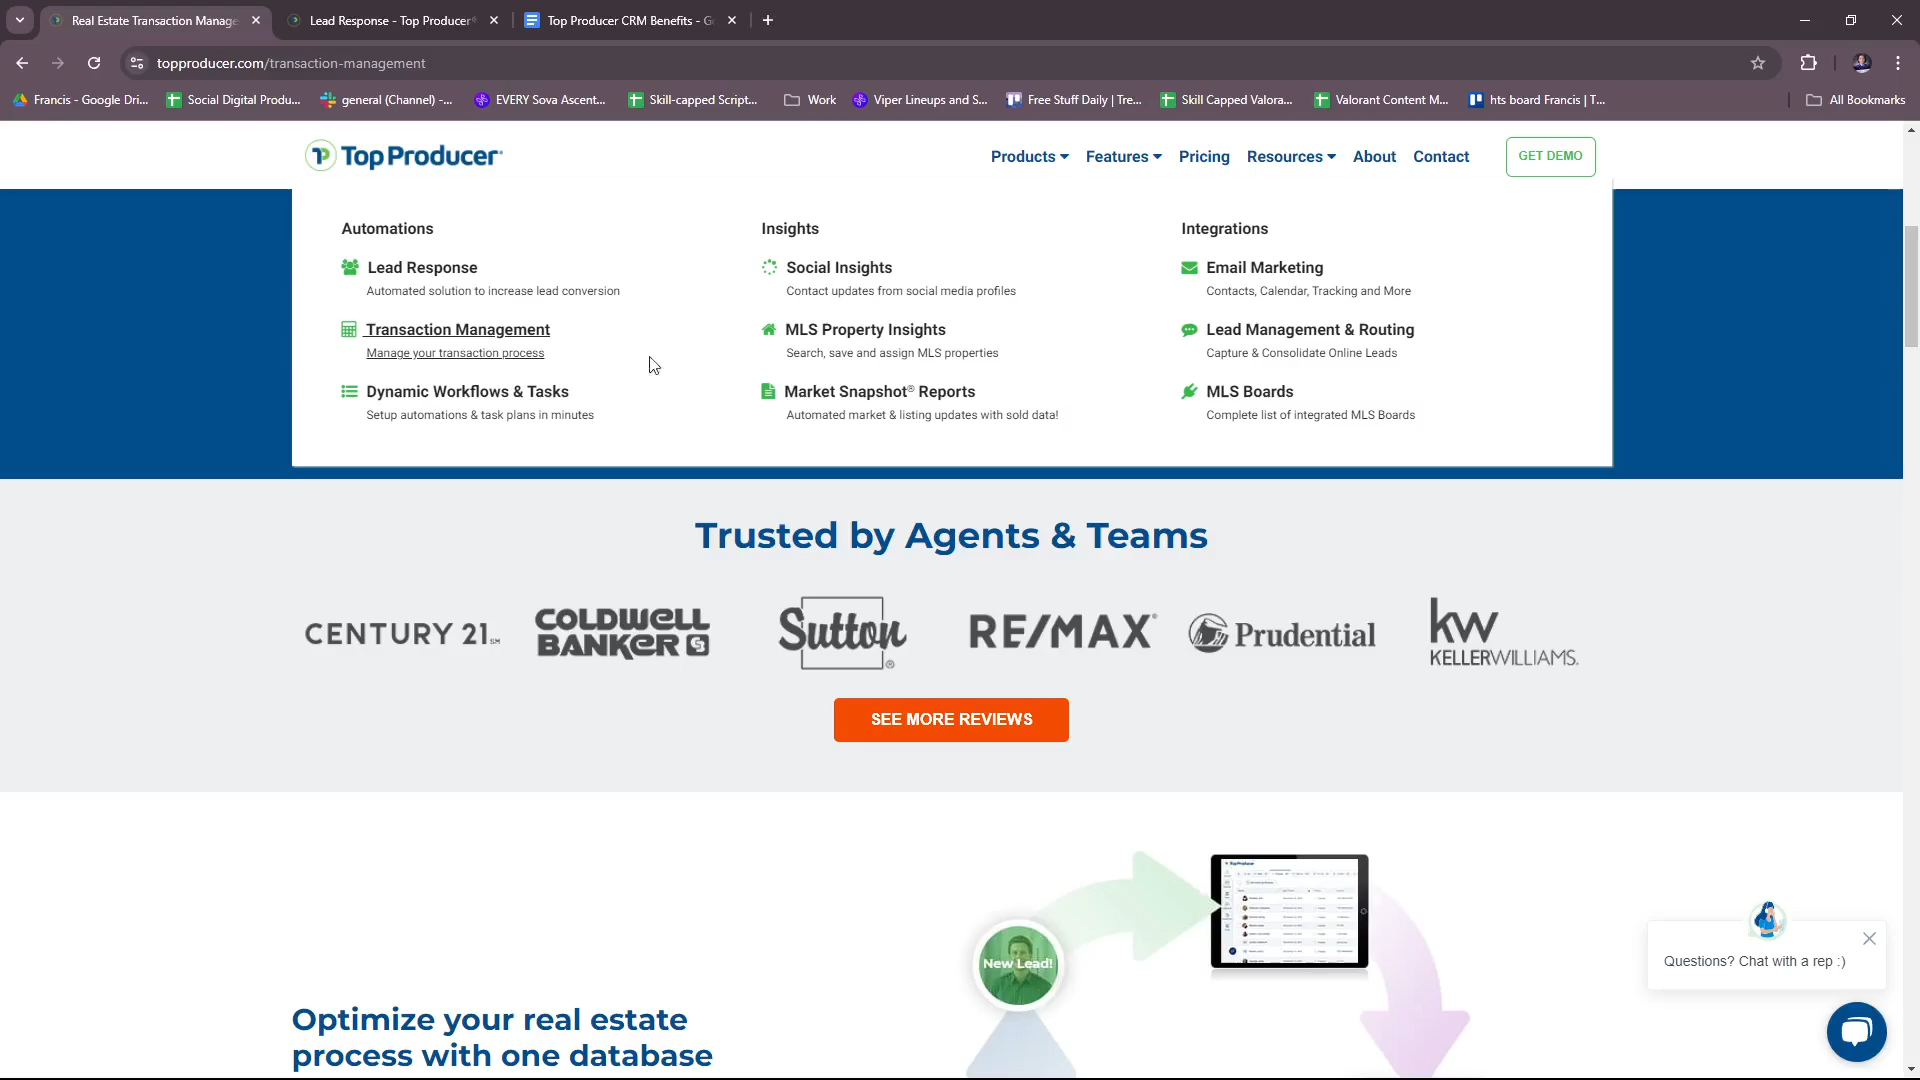 Real Estate Transaction Manage
Lead Response - Top Producer®
Top Producer CRM Benefits - G
topproducer.com/transaction-management
Francis - Google Dri...
Social Digital Produ...
general (Channel) -...
EVERY Sova Ascent...
Skill-capped Script...
Work
Viper Lineups and S...
Free Stuff Daily | Tre...
Skill Capped Valora...
Valorant Content M...
hts board Francis | T...
All Bookmarks
Top Producer®
Products
Features
Pricing
Resources
About
Contact
GET DEMO
Automations
Insights
Integrations
Lead Response
Automated solution to increase lead conversion
Social Insights
Contact updates from social media profiles
Email Marketing
Contacts, Calendar, Tracking and More
Transaction Management
Manage your transaction process
MLS Property Insights
Search, save and assign MLS properties
Lead Management & Routing
Capture & Consolidate Online Leads
Dynamic Workflows & Tasks
Setup automations & task plans in minutes
Market Snapshot® Reports
Automated market & listing updates with sold data!
MLS Boards
Complete list of integrated MLS Boards
Trusted by Agents & Teams
CENTURY 21 SM
COLDWELL
BANKER
Sutton®
RE/MAX®
Prudential
kw
KELLERWILLIAMS.
SEE MORE REVIEWS
New Lead!
Optimize your real estate
process with one database
Questions? Chat with a rep :)